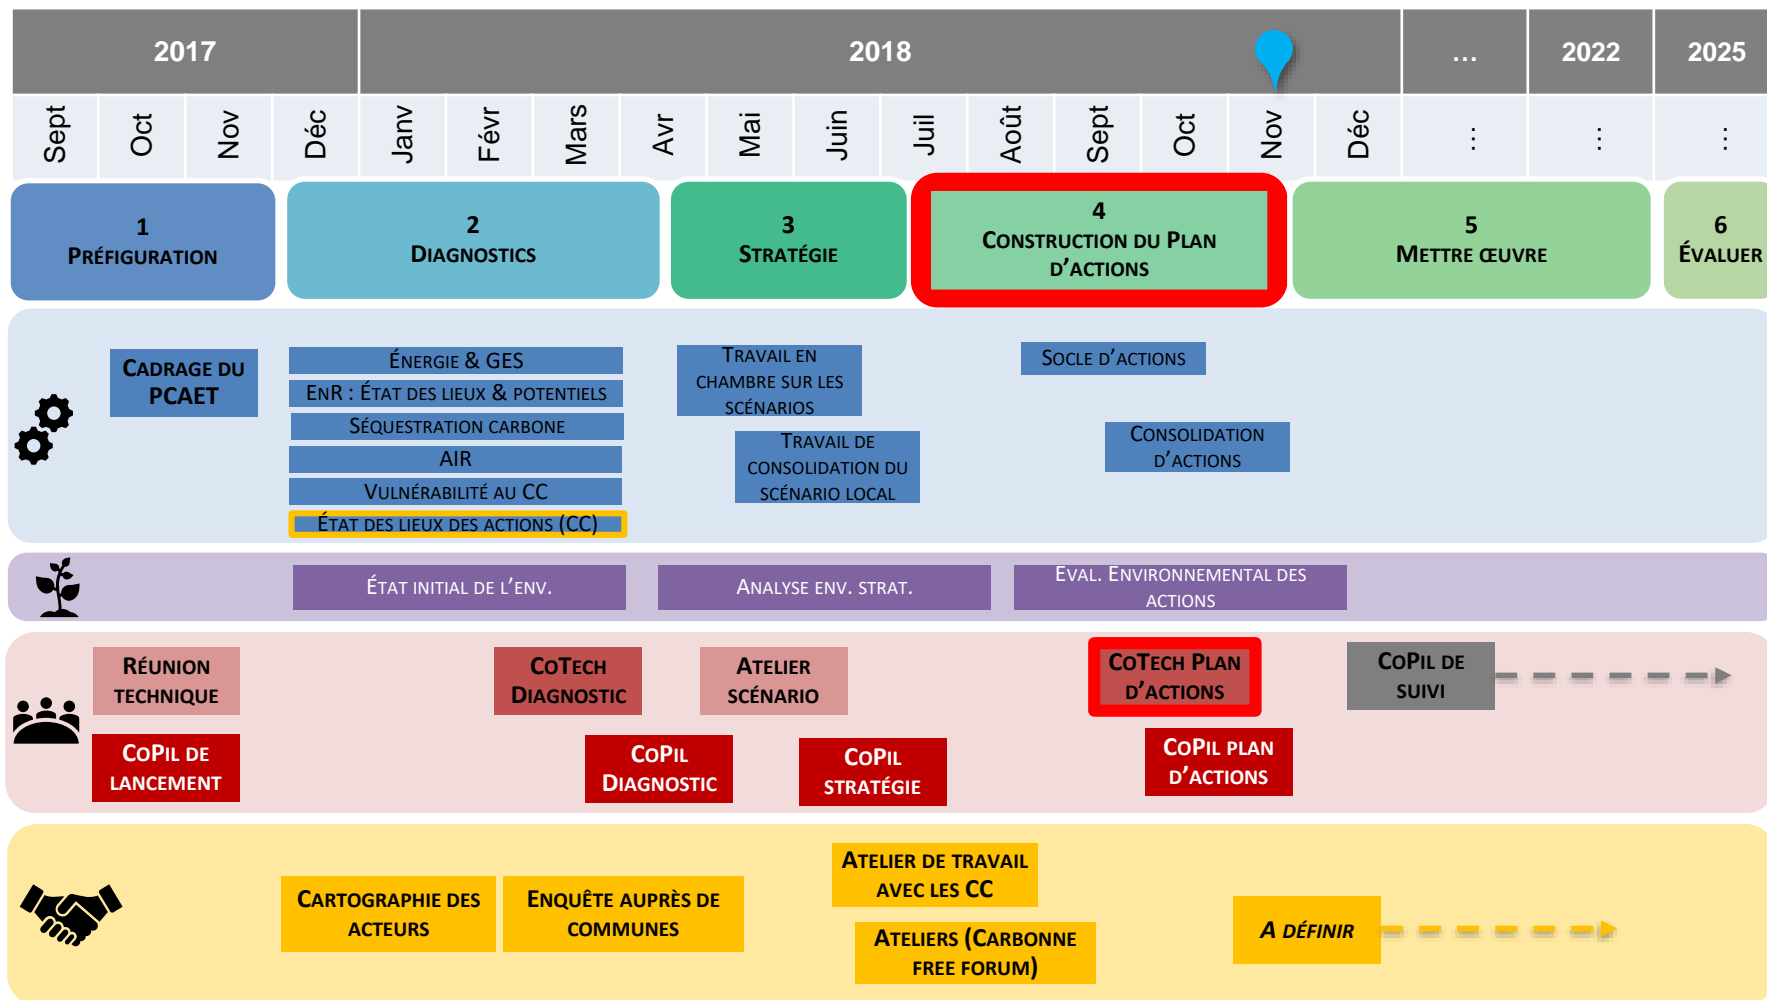 2017
2018
...
2022
2025
Sept
Oct
Nov
Déc
Janv
Févr
Mars
Avr
Mai
Juin
Juil
Août
Sept
Oct
Nov
Déc
...
...
...
1
PRÉFIGURATION
2
DIAGNOSTICS
3
STRATÉGIE
4
CONSTRUCTION DU PLAN
D'ACTIONS
5
METTRE ŒUVRE
6
ÉVALUER
CADRAGE DU
PCAET
ÉNERGIE & GES
ENR : ÉTAT DES LIEUX & POTENTIELS
SÉQUESTRATION CARBONE
AIR
VULNÉRABILITÉ AU CC
ÉTAT DES LIEUX DES ACTIONS (CC)
TRAVAIL EN
CHAMBRE SUR LES
SCÉNARIOS
TRAVAIL DE
CONSOLIDATION DU
SCÉNARIO LOCAL
SOCLE D'ACTIONS
CONSOLIDATION
D'ACTIONS
ÉTAT INITIAL DE L'ENV.
ANALYSE ENV. STRAT.
EVAL. ENVIRONNEMENTAL DES
ACTIONS
RÉUNION
TECHNIQUE
COTECH
DIAGNOSTIC
ATELIER
SCÉNARIO
COTECH PLAN
D'ACTIONS
COPIL DE
SUIVI
COPIL DE
LANCEMENT
COPIL
DIAGNOSTIC
COPIL
STRATÉGIE
COPIL PLAN
D'ACTIONS
CARTOGRAPHIE DES
ACTEURS
ENQUÊTE AUPRÈS DE
COMMUNES
ATELIER DE TRAVAIL
AVEC LES CC
ATELIERS (CARBONNE
FREE FORUM)
A DÉFINIR